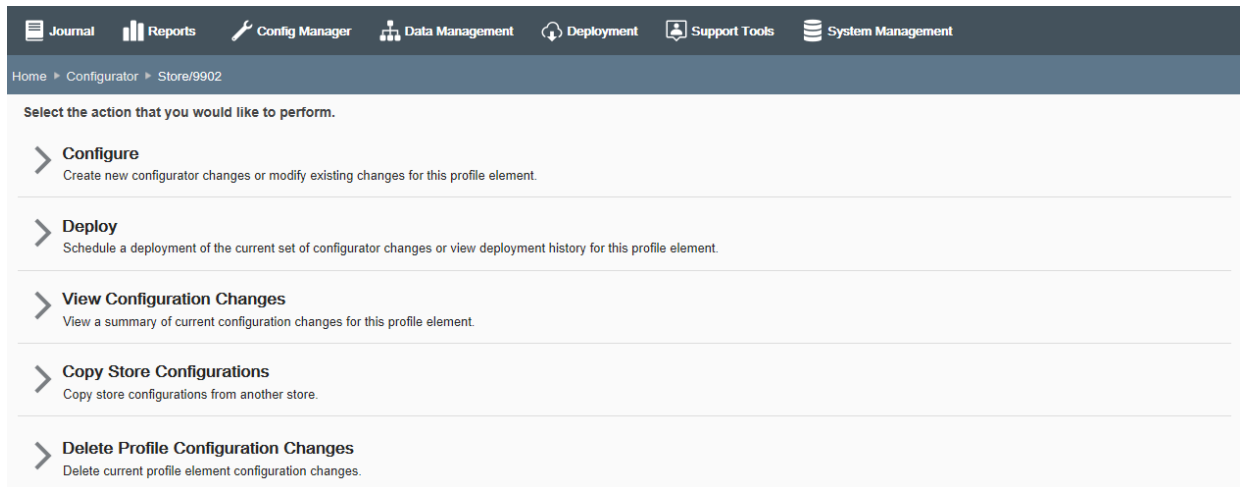 Journal Reports Config Manager Data Management Deployment Support Tools System Management
Home Configurator Store/9902
Select the action that you would like to perform.
Configure
Create new configurator changes or modify existing changes for this profile element.
Deploy
Schedule a deployment of the current set of configurator changes or view deployment history for this profile element.
View Configuration Changes
View a summary of current configuration changes for this profile element.
Copy Store Configurations
Copy store configurations from another store.
Delete Profile Configuration Changes
Delete current profile element configuration changes.